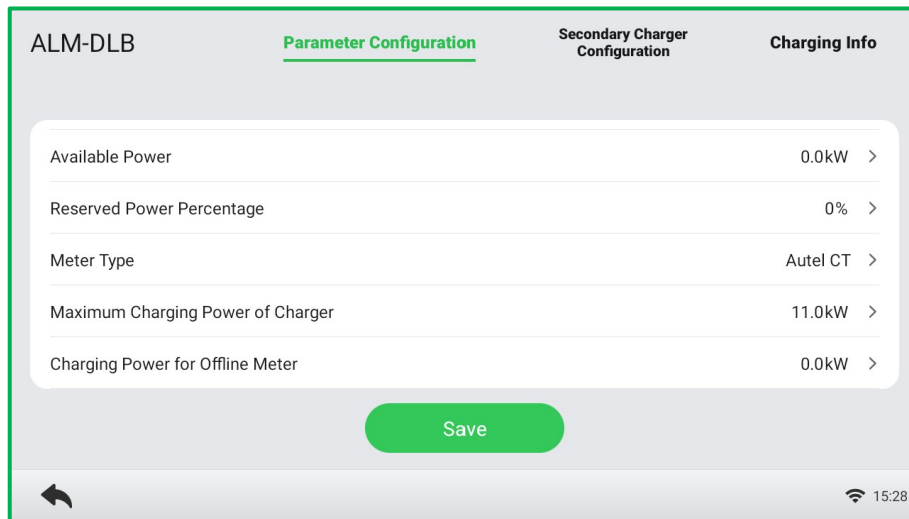 ALM-DLB
Parameter Configuration
Secondary Charger
Configuration
Charging Info
Available Power 0.0kW
Reserved Power Percentage 0%
Meter Type Autel CT
Maximum Charging Power of Charger 11.0kW
Charging Power for Offline Meter 0.0kW
Save
15:28